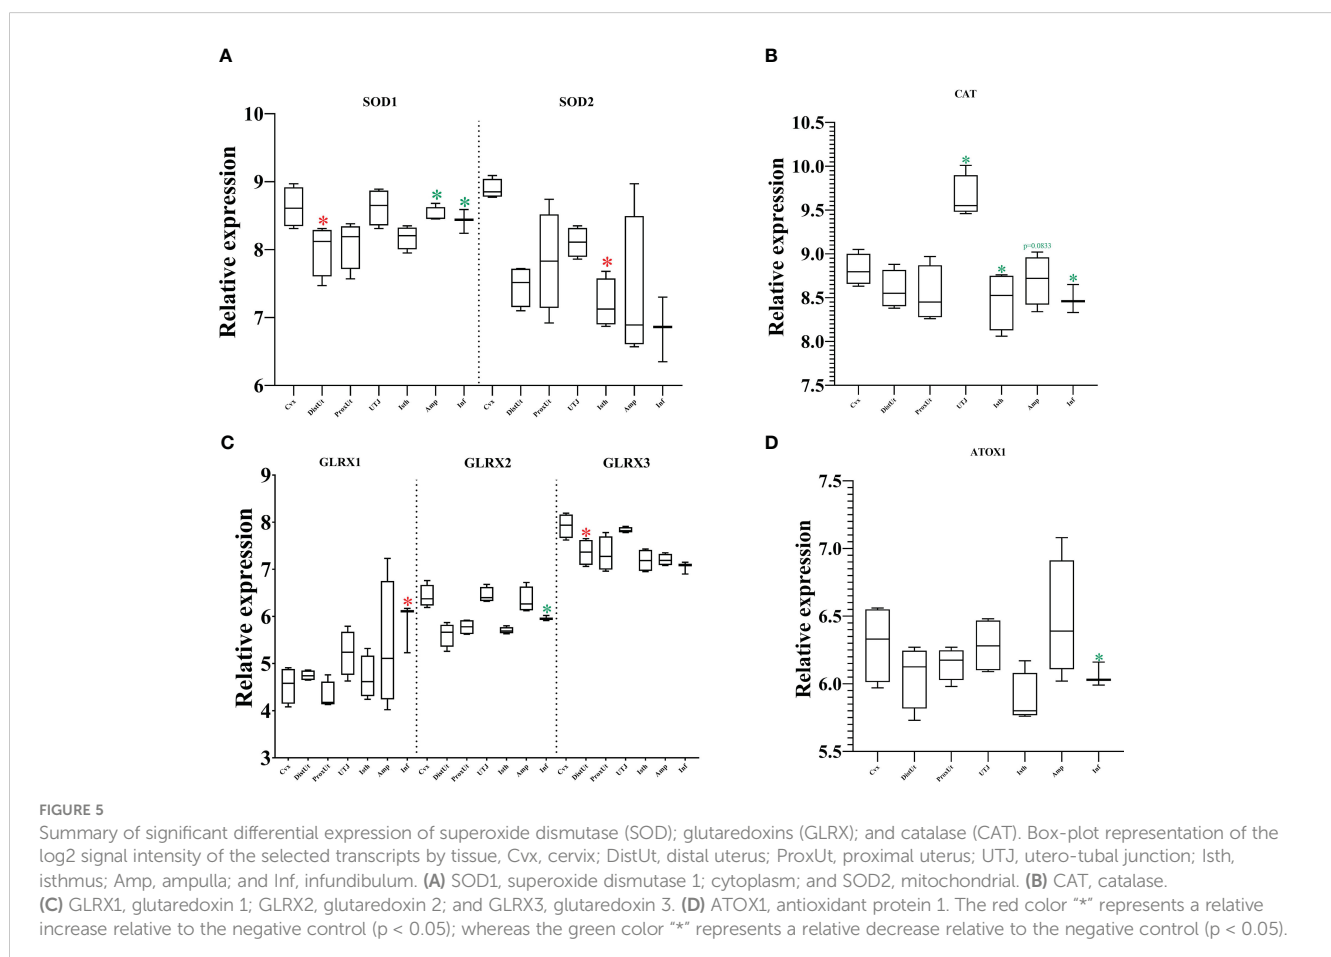 A
SOD1
SOD2
Relative expression
10
9
8
7
6
Cvx
DistUt
ProxUt
UTJ
Isth
Amp
Inf
Cvx
DistUt
ProxUt
UTJ
Isth
Amp
Inf
*
*
*
*
B
CAT
Relative expression
10.5
10.0
9.5
9.0
8.5
8.0
7.5
*
*
p=0.0833
*
Cvx
DistUt
ProxUt
UTJ
Isth
Amp
Inf
C
GLRX1
GLRX2
GLRX3
Relative expression
9
8
7
6
5
4
3
*
*
*
Cvx
DistUt
ProxUt
UTJ
Isth
Amp
Inf
Cvx
DistUt
ProxUt
UTJ
Isth
Amp
Inf
Cvx
DistUt
ProxUt
UTJ
Isth
Amp
Inf
D
ATOX1
Relative expression
7.5
7.0
6.5
6.0
5.5
*
Cvx
DistUt
ProxUt
UTJ
Isth
Amp
Inf
FIGURE 5
Summary of significant differential expression of superoxide dismutase (SOD); glutaredoxins (GLRX); and catalase (CAT). Box-plot representation of the
log2 signal intensity of the selected transcripts by tissue, Cvx, cervix; DistUt, distal uterus; ProxUt, proximal uterus; UTJ, utero-tubal junction; Isth,
isthmus; Amp, ampulla; and Inf, infundibulum. (A) SOD1, superoxide dismutase 1; cytoplasm; and SOD2, mitochondrial. (B) CAT, catalase.
(C) GLRX1, glutaredoxin 1; GLRX2, glutaredoxin 2; and GLRX3, glutaredoxin 3. (D) ATOX1, antioxidant protein 1. The red color “*” represents a relative
increase relative to the negative control (p < 0.05); whereas the green color “*” represents a relative decrease relative to the negative control (p < 0.05).